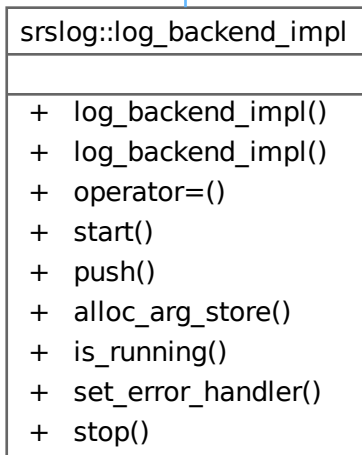 srslog::log_backend_impl
+ log_backend_impl()
+ log_backend_impl()
+ operator=()
+ start()
+ push()
+ alloc_arg_store()
+ is_running()
+ set_error_handler()
+ stop()